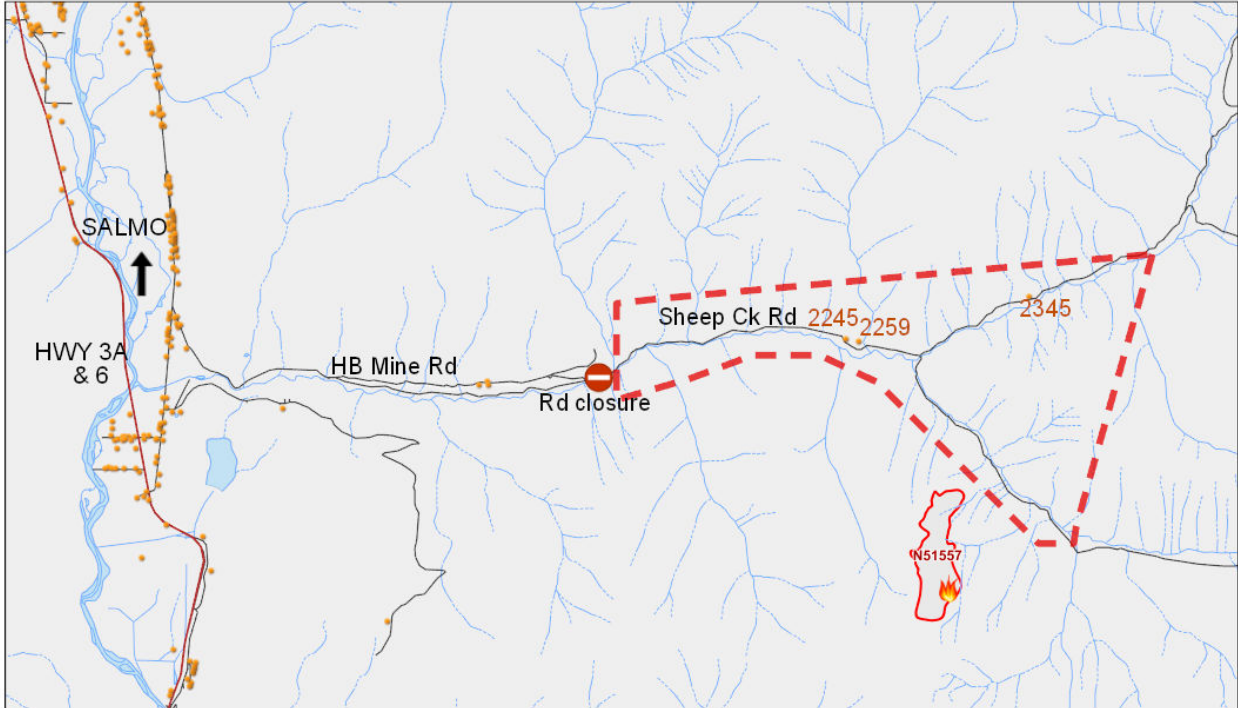 SALMO
HWY 3A
& 6
HB Mine Rd
Rd closure
Sheep Ck Rd
2245
2259
2345
N51557